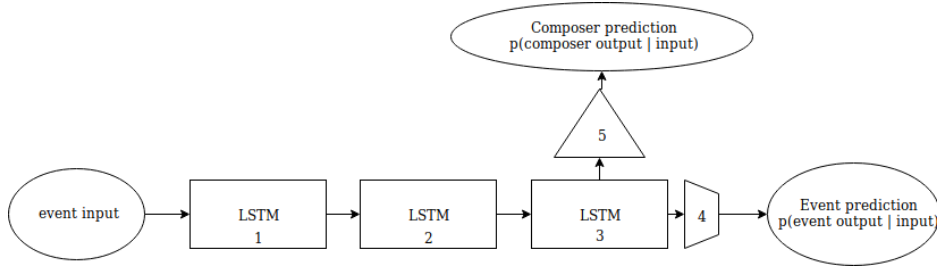 Composer prediction
p(composer output | input)
5
event input
LSTM
1
LSTM
2
LSTM
3
4
Event prediction
p(event output | input)